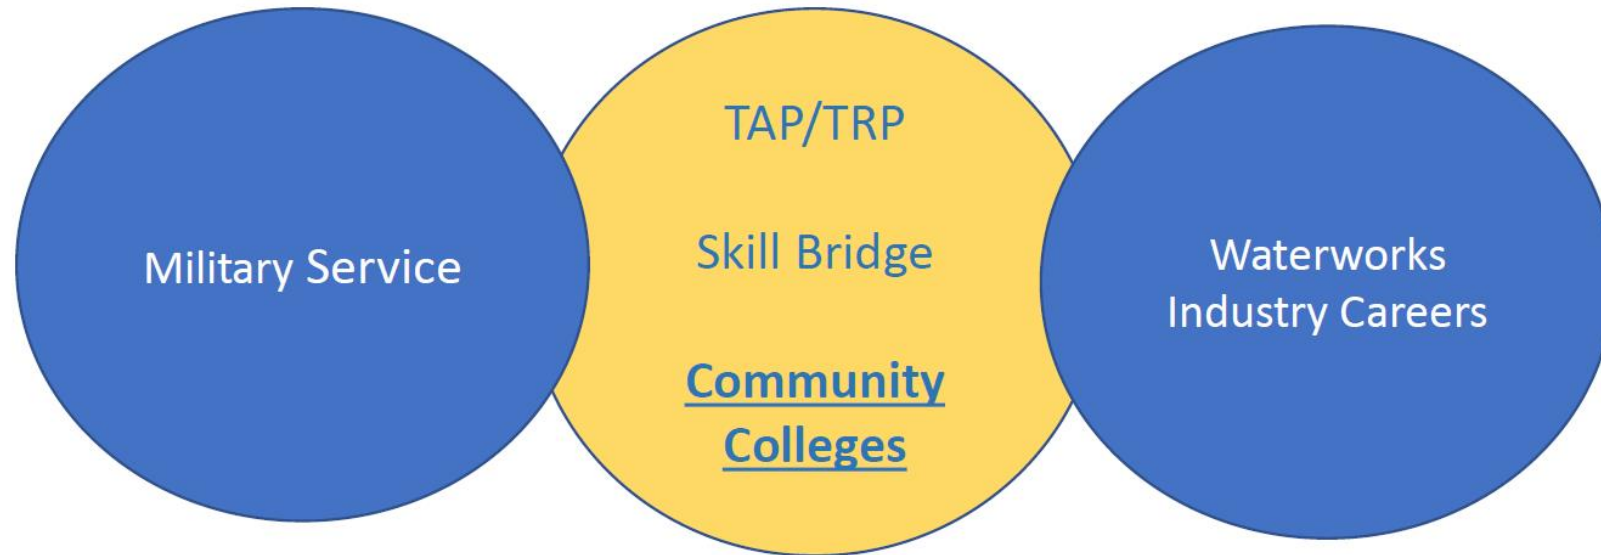 Military Service
TAP/TRP
Skill Bridge
Community
Colleges
Waterworks
Industry Careers